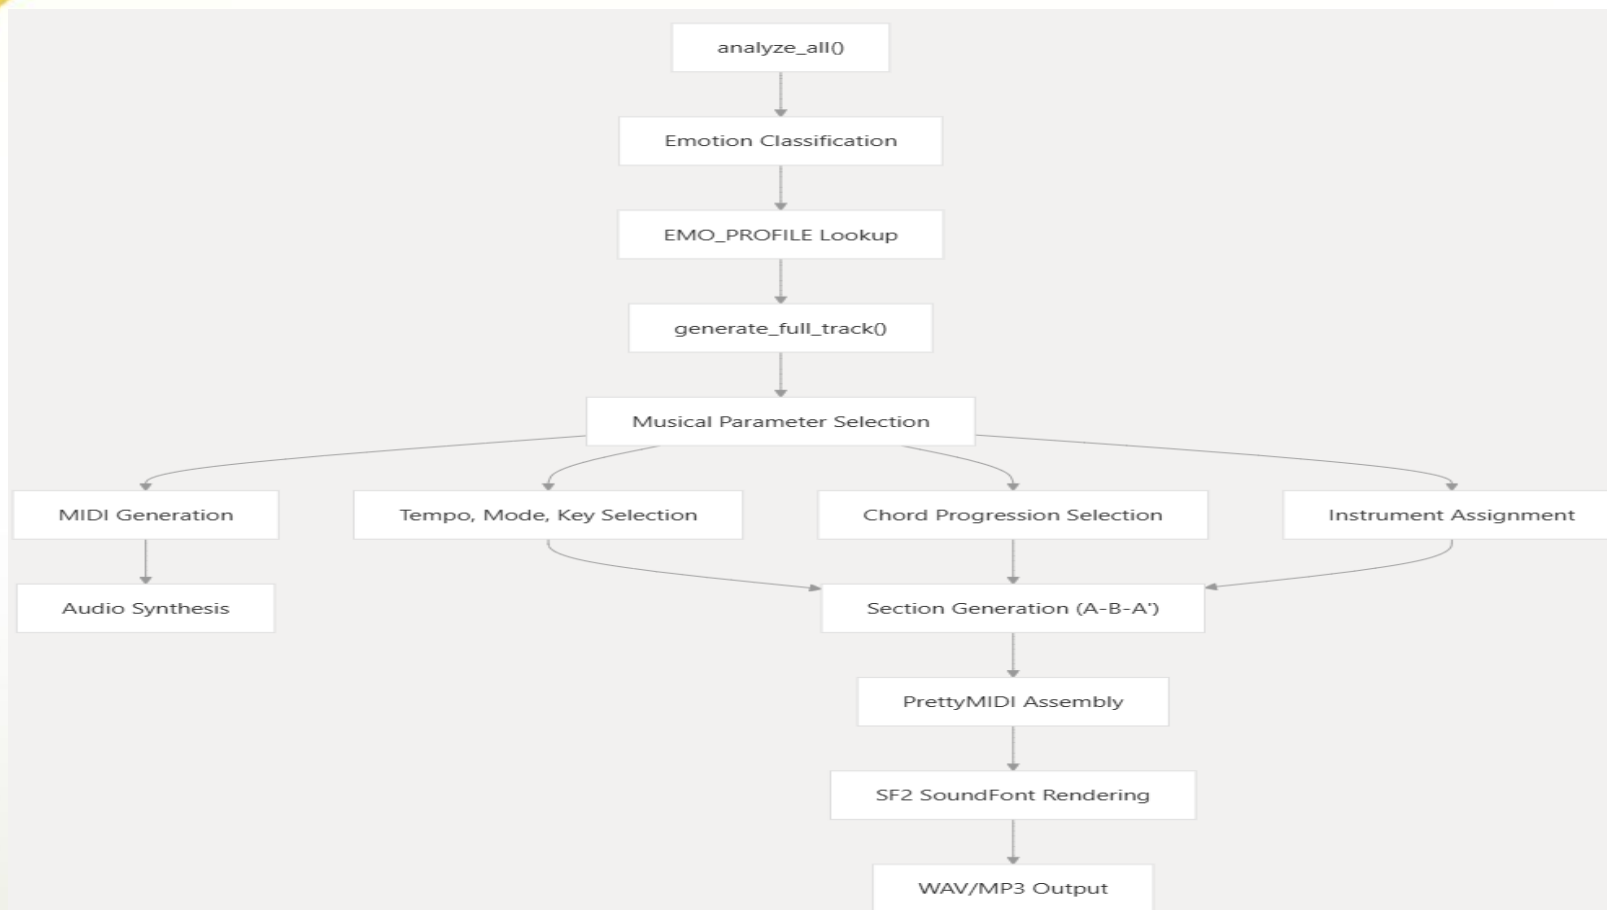 analyze_all()
Emotion Classification
EMO_PROFILE Lookup
generate_full_track()
Musical Parameter Selection
MIDI Generation
Tempo, Mode, Key Selection
Chord Progression Selection
Instrument Assignment
Audio Synthesis
Section Generation (A-B-A')
PrettyMIDI Assembly
SF2 SoundFont Rendering
WAV/MP3 Output